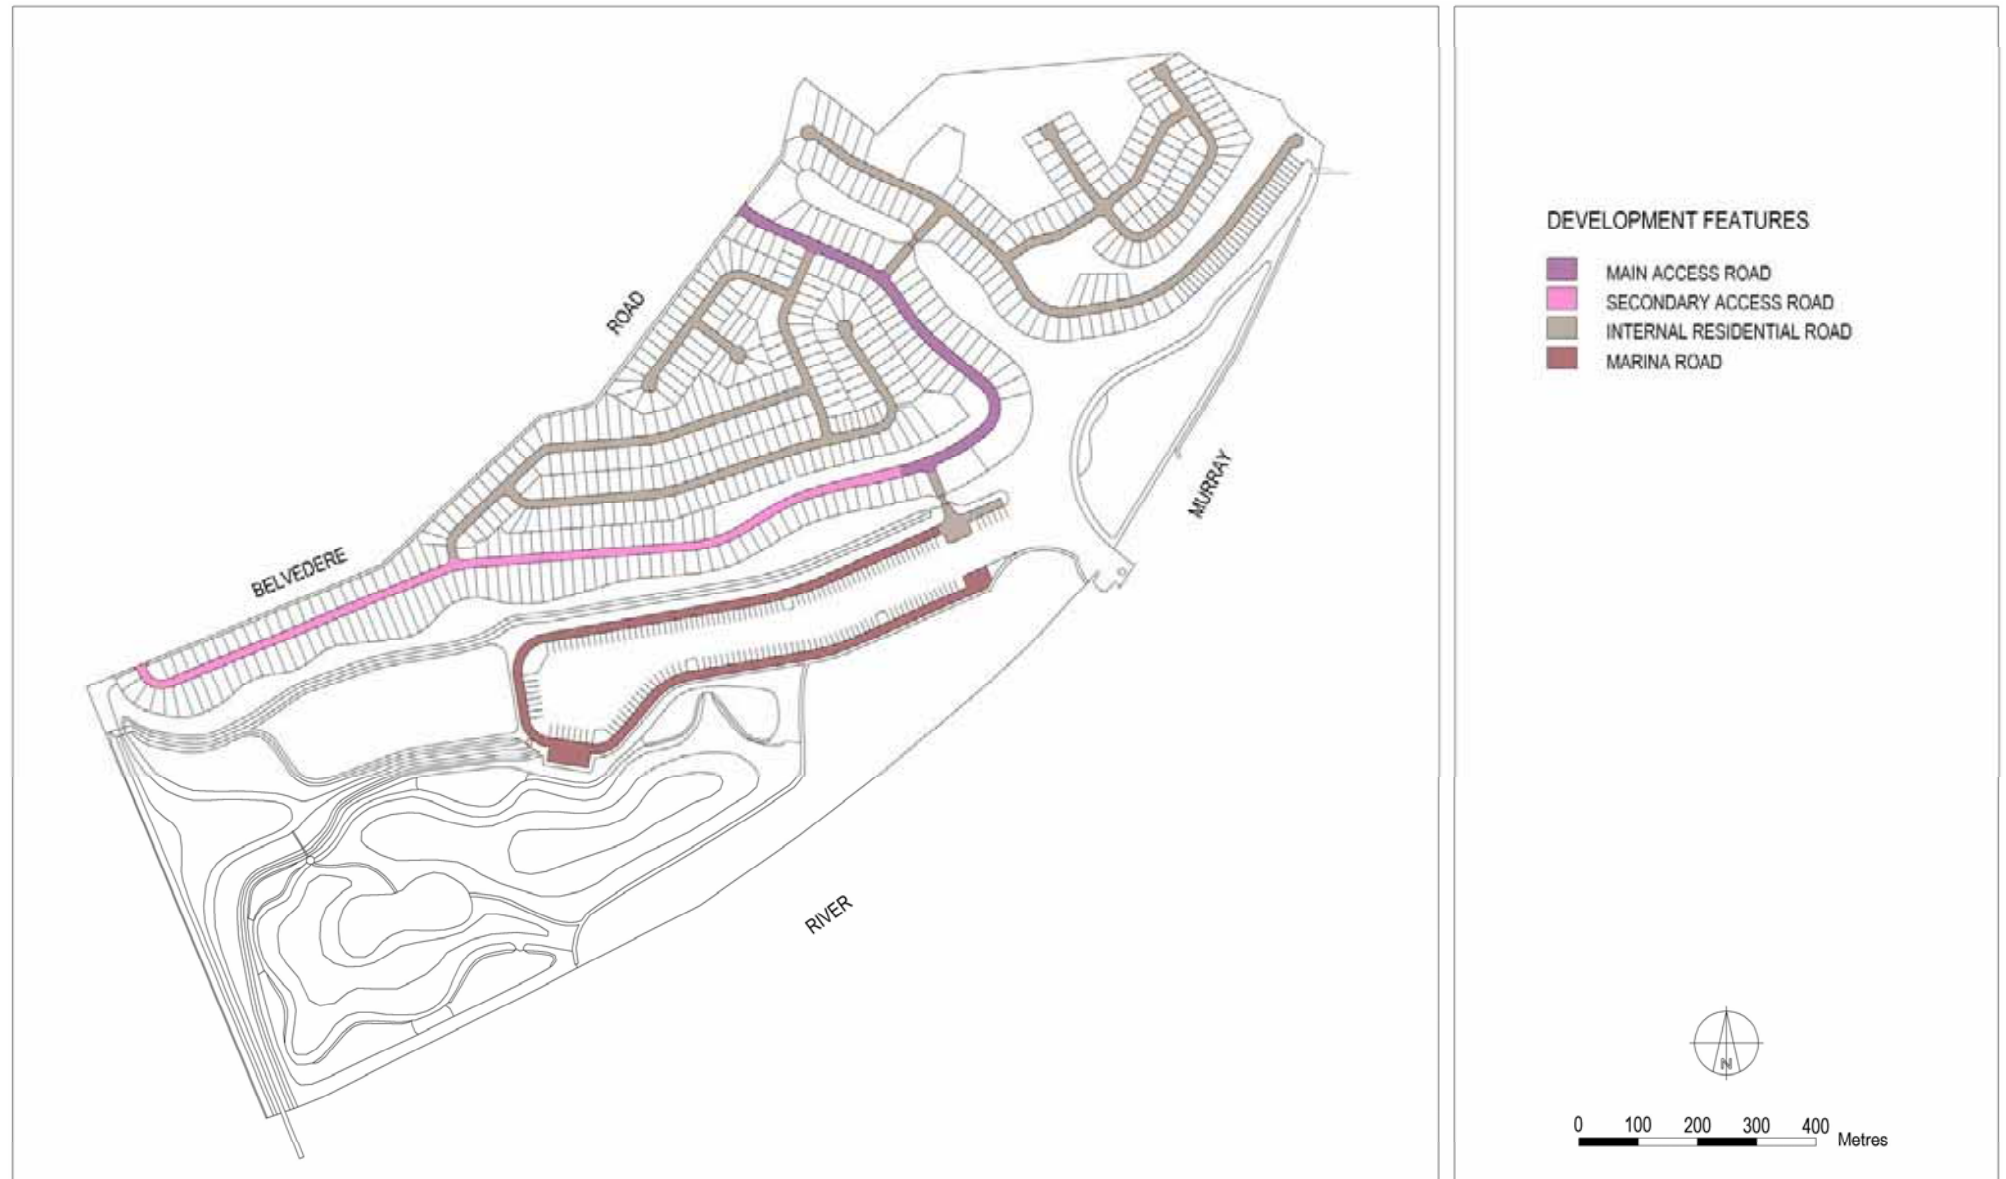 ROAD
BELVEDERE
MURRAY
RIVER
DEVELOPMENT FEATURES
MAIN ACCESS ROAD
SECONDARY ACCESS ROAD
INTERNAL RESIDENTIAL ROAD
MARINA ROAD
N
0 100 200 300 400 Metres